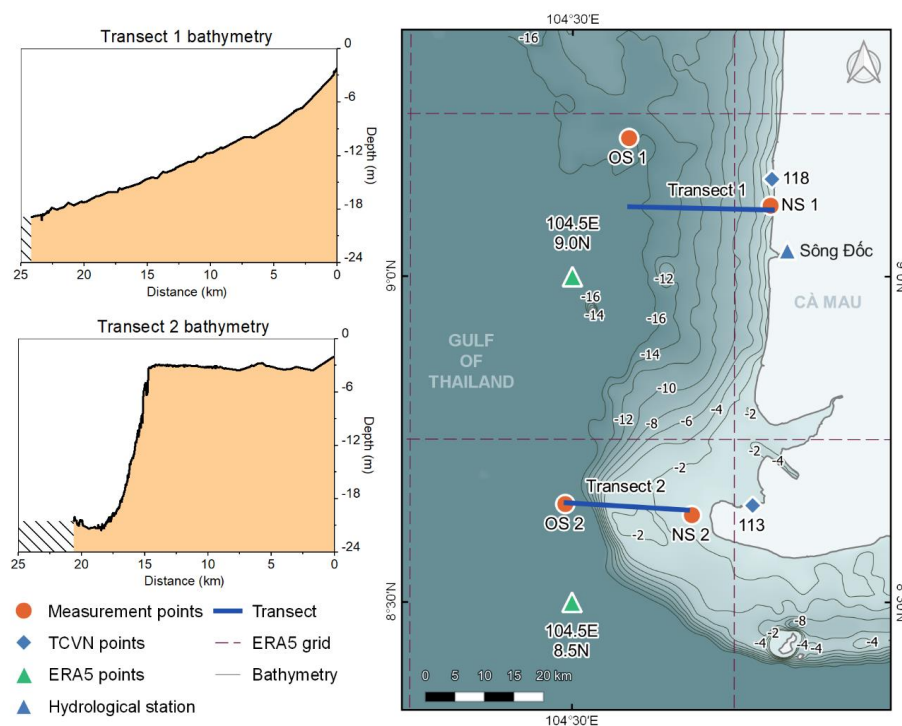 Transect 1 bathymetry
0
-6
-12
-18
-24
Depth (m)
25
20
15
10
5
0
Distance (km)
Transect 2 bathymetry
0
-6
-12
-18
-24
Depth (m)
25
20
15
10
5
0
Distance (km)
Measurement points
Transect
TCVN points
ERA5 grid
ERA5 points
Bathymetry
Hydrological station
104°30'E
-16
OS 1
118
Transect 1
NS 1
104.5E
9.0N
Sông Đốc
9°0'N
9°0'N
-12
-16
-14
-16
CÀ MAU
GULF
OF
THAILAND
-14
-10
-4
-2
-12
-8
-6
-2
-4
-2
Transect 2
OS 2
-2
NS 2
113
8°30'N
8°30'N
104.5E
8.5N
-8
-2
-4
-4
-4
0
5
10
15
20 km
104°30'E